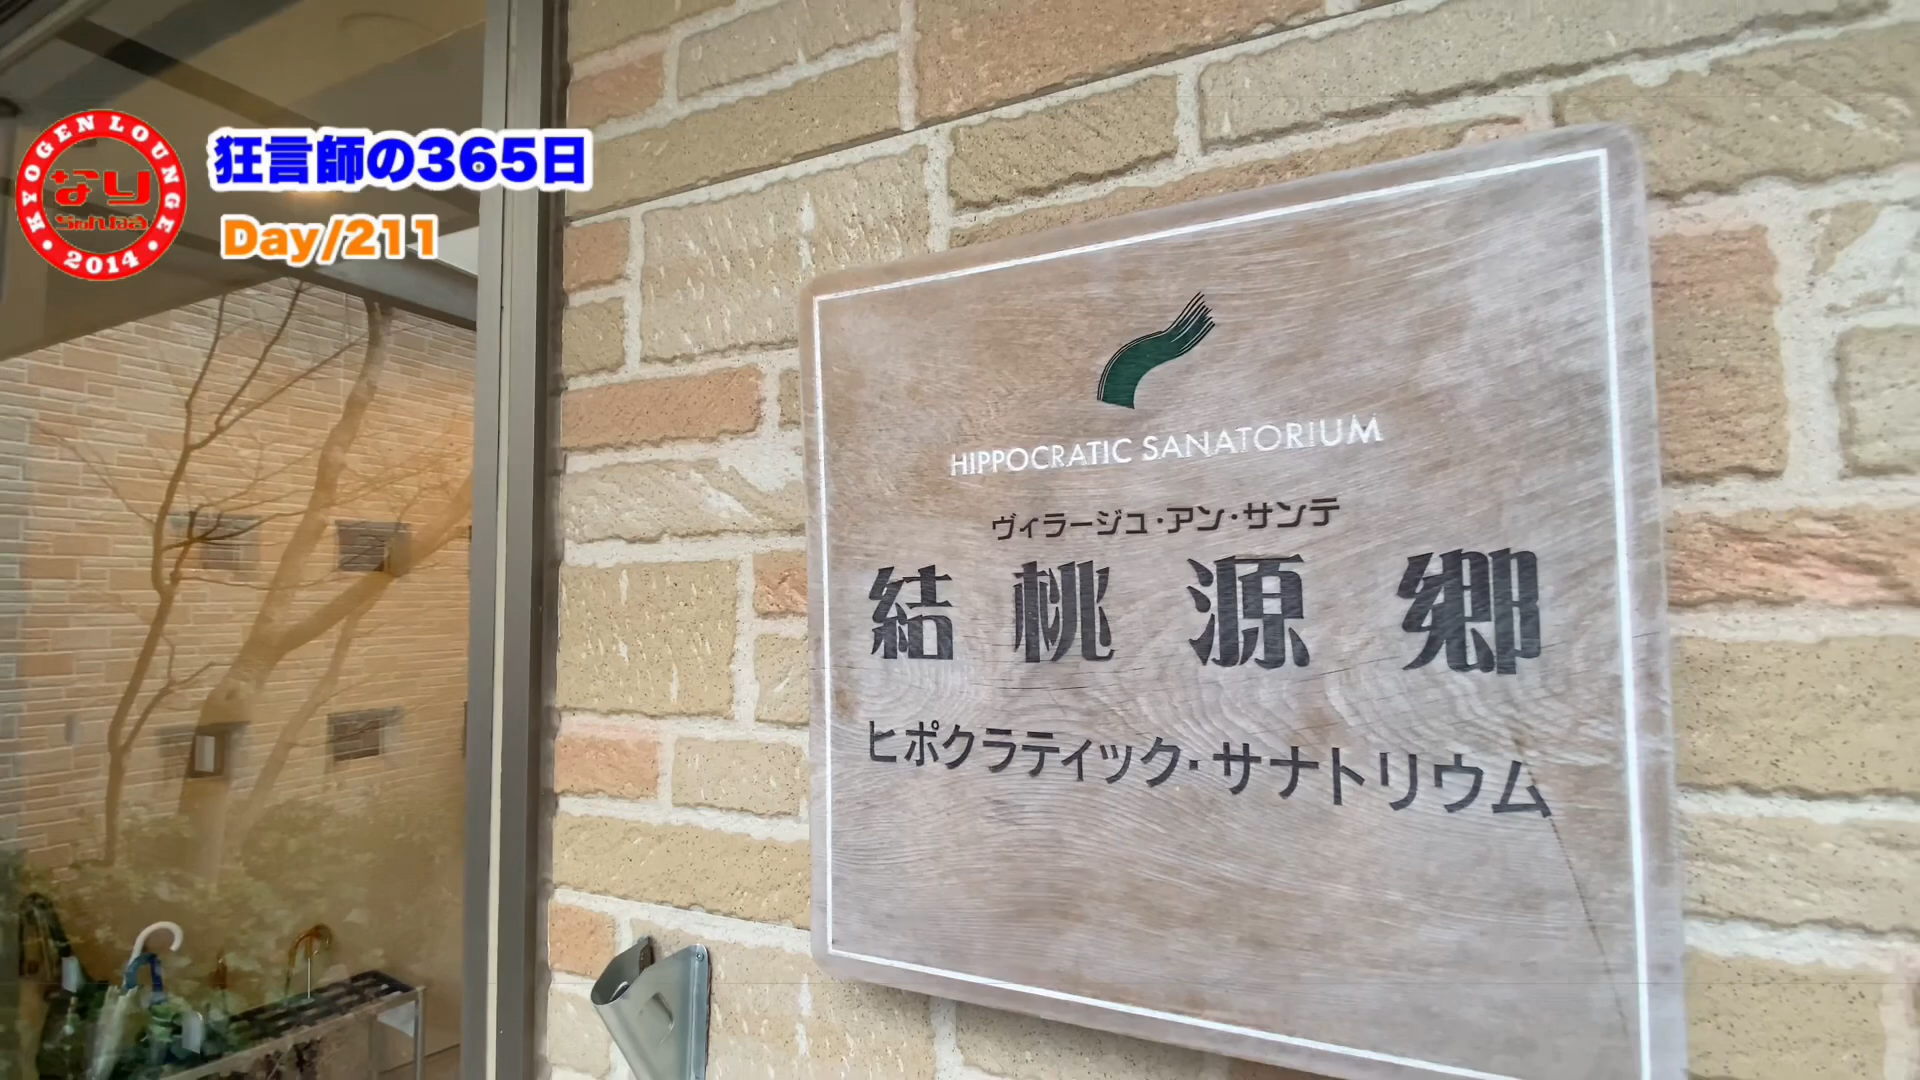 KYOGEN LOUNGE
なり
2014
狂言師の365日
Day/211
HIPPOCRATIC SANATORIUM
ヴィラージュ・アン・サンテ
結桃源郷
ヒポクラティック・サナトリウム